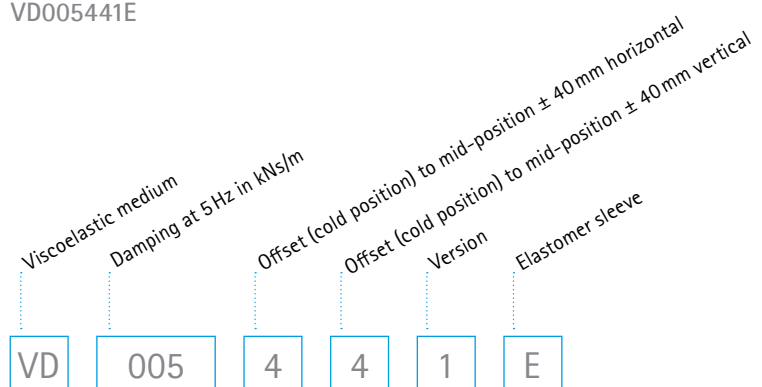 VD005441E
Viscoelastic medium
Damping at 5 Hz in kNs/m
Offset (cold position) to mid-position ± 40 mm horizontal
Offset (cold position) to mid-position ± 40 mm vertical
Version
Elastomer sleeve
VD 005 4 4 1 E